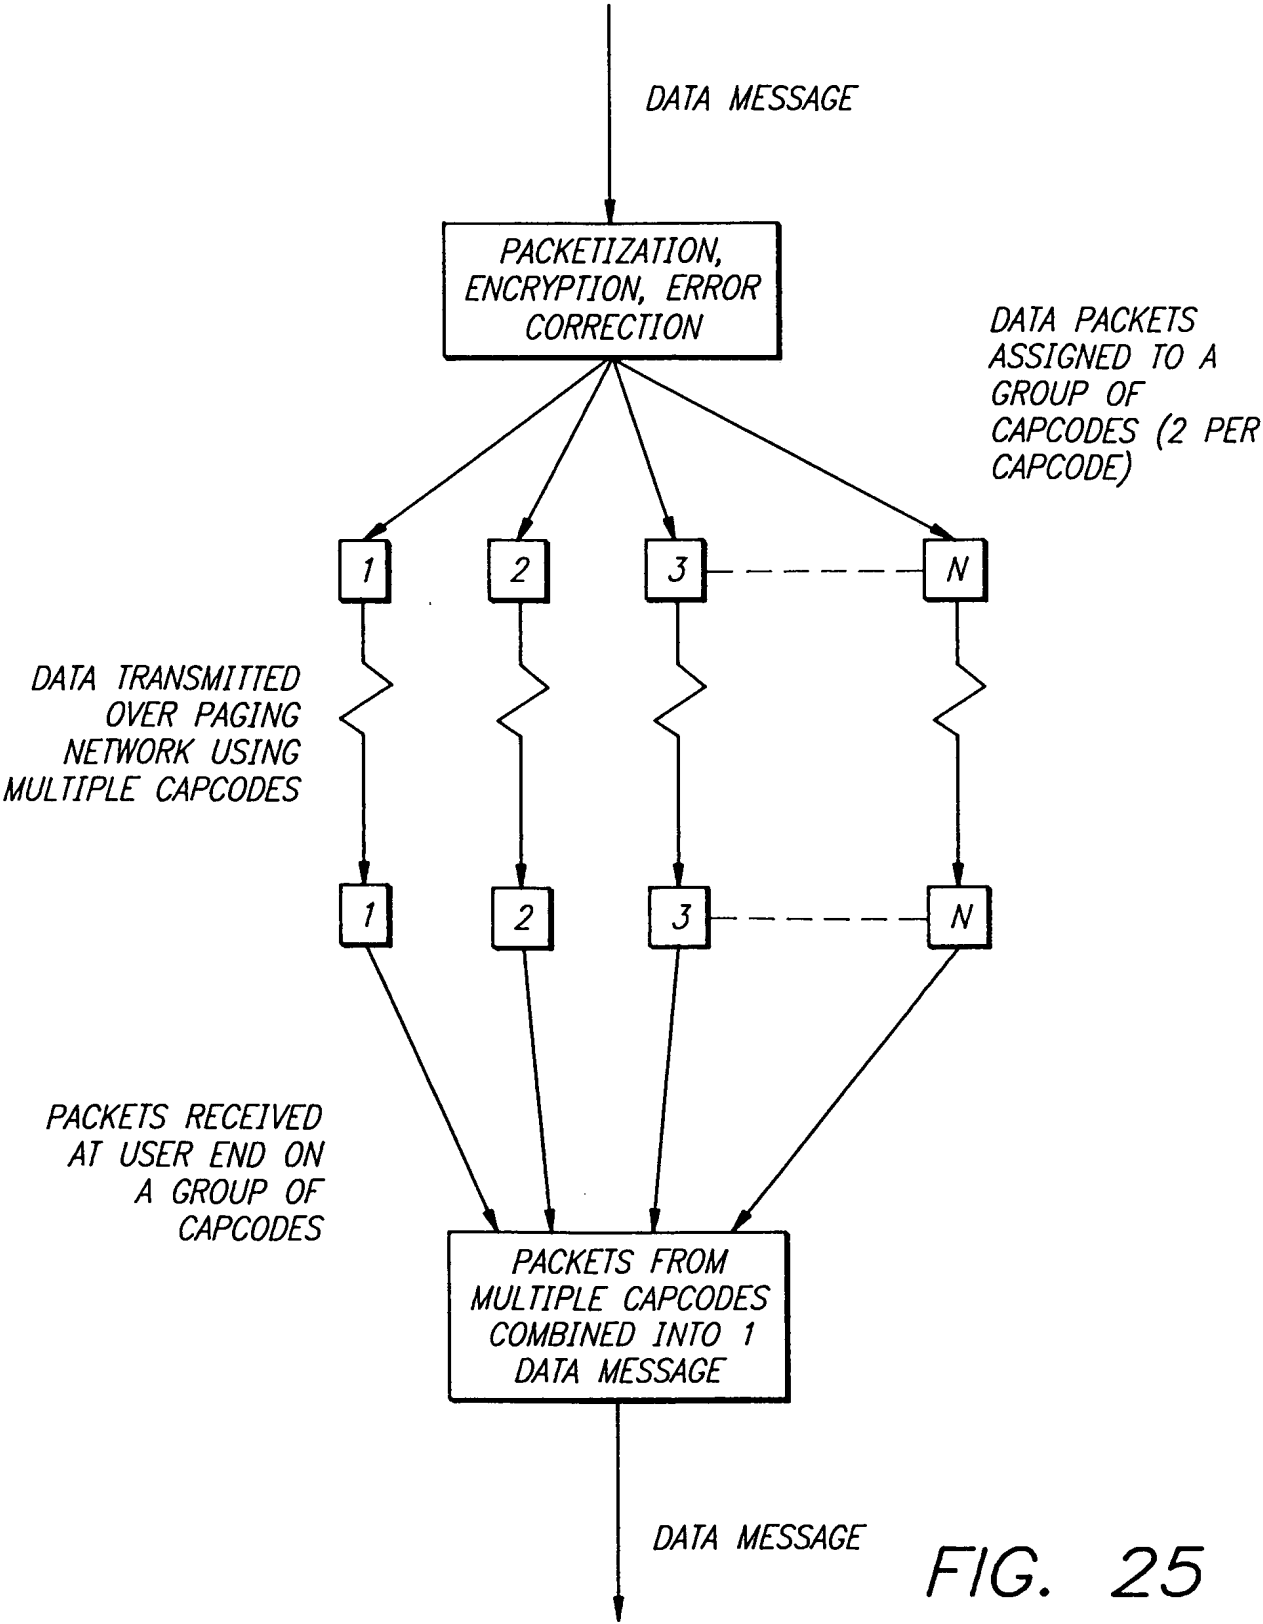 DATA MESSAGE
PACKETIZATION,
ENCRYPTION, ERROR
CORRECTION
DATA PACKETS
ASSIGNED TO A
GROUP OF
CAPCODES (2 PER
CAPCODE)
1 2 3 N
DATA TRANSMITTED
OVER PAGING
NETWORK USING
MULTIPLE CAPCODES
1 2 3 N
PACKETS RECEIVED
AT USER END ON
A GROUP OF
CAPCODES
PACKETS FROM
MULTIPLE CAPCODES
COMBINED INTO 1
DATA MESSAGE
DATA MESSAGE
FIG. 25